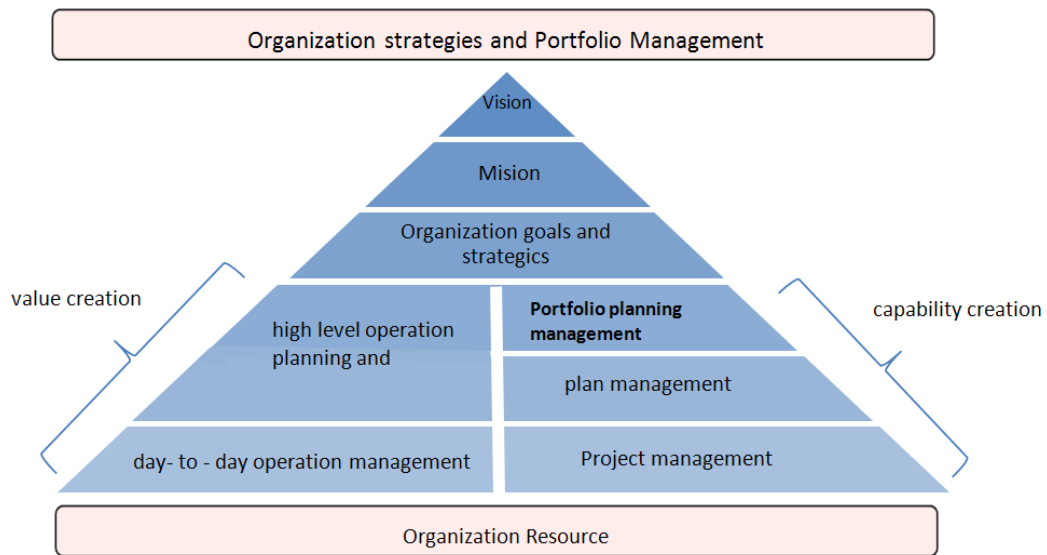 Organization strategies and Portfolio Management
Vision
Mision
Organization goals and
strategics
value creation
capability creation
high level operation
planning and
Portfolio planning
management
plan management
day- to - day operation management
Project management
Organization Resource